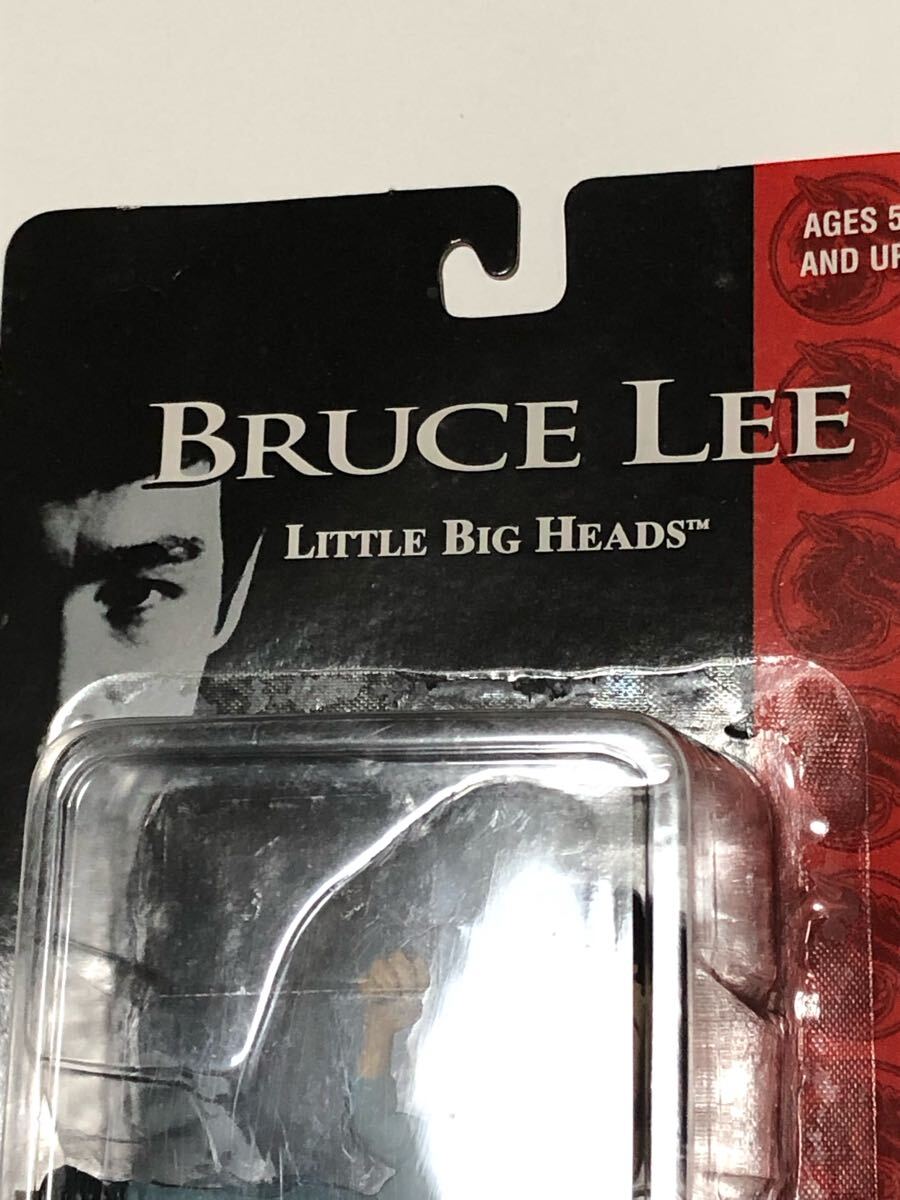 AGES 5
AND UP
BRUCE LEE
LITTLE BIG HEADS™